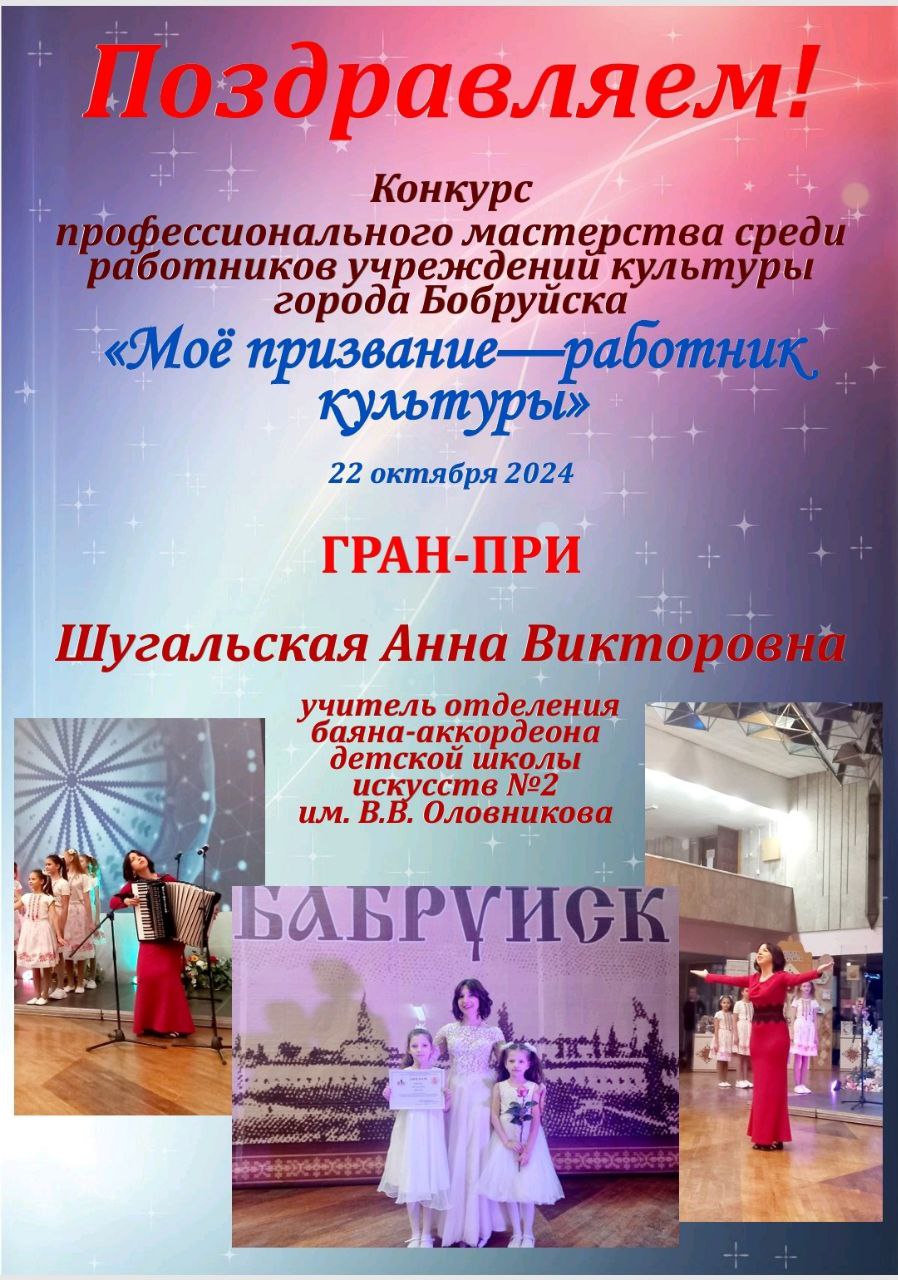 Поздравляем!
Конкурс
профессионального мастерства среди
работников учреждений культуры
города Бобруйска
«Моё призвание—работник
культуры»
22 октября 2024
ГРАН-ПРИ
Шугальская Анна Викторовна
учитель отделения
баяна-аккордеона
детской школы
искусств №2
им. В.В. Оловникова
БАБРУЙСК